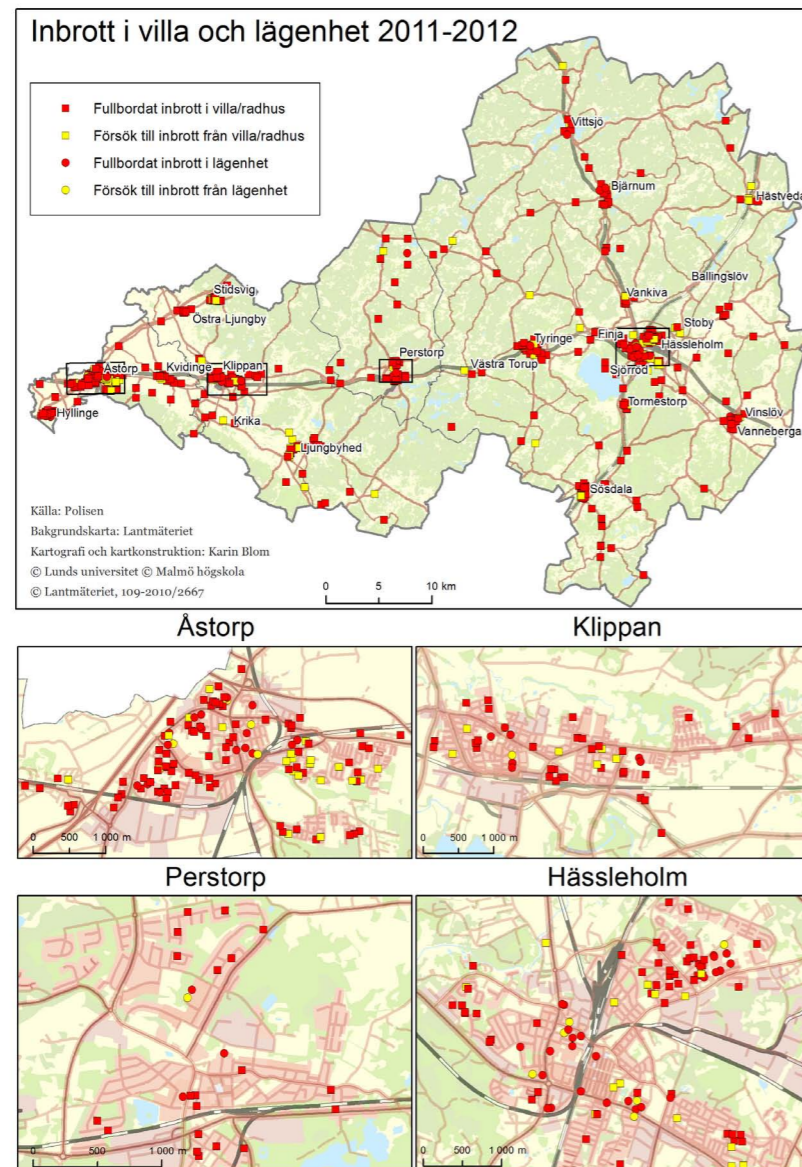 Inbrott i villa och lägenhet 2011-2012
Fullbordat inbrott i villa/radhus
Försök till inbrott från villa/radhus
Fullbordat inbrott i lägenhet
Försök till inbrott från lägenhet
Vittsjö
Bjärnum
Hästveda
Ballingslöv
Stidsvig
Vankiva
Östra Ljungby
Stoby
Finja
Tyringe
Hässleholm
Perstorp
Åstorp
Kvidinge
Klippan
Västra Torup
Sjörröd
Tormestorp
Hyllinge
Krika
Vinslöv
Vanneberga
Ljungbyhed
Sösdala
Källa: Polisen
Bakgrundskarta: Lantmäteriet
Kartografi och kartkonstruktion: Karin Blom
© Lunds universitet © Malmö högskola
© Lantmäteriet, 109-2010/2667
0 5 10 km
Åstorp
Klippan
0 500 1 000 m
0 500 1 000 m
Perstorp
Hässleholm
0 500 1 000 m
0 500 1 000 m